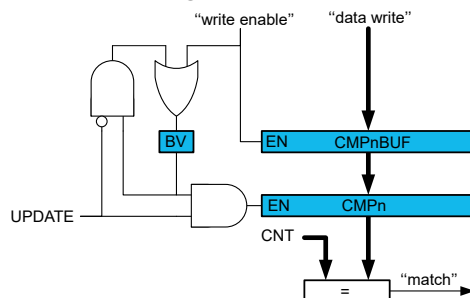 “write enable” “data write”
BV EN CMPnBUF
EN CMPn
UPDATE
CNT
= “match”